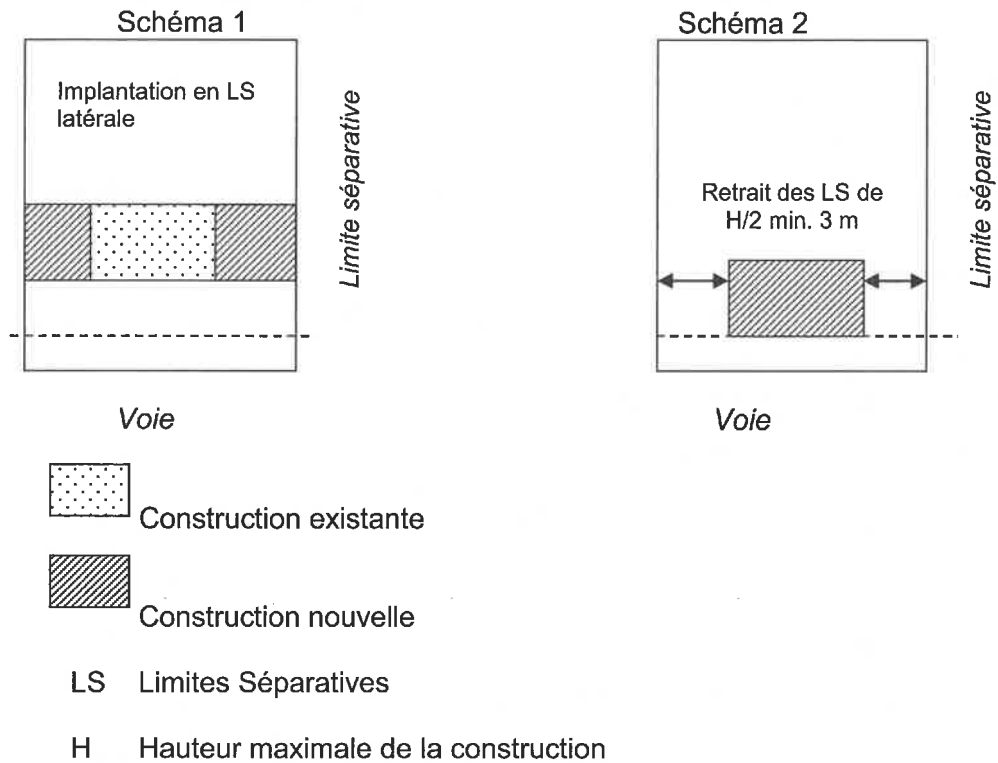 Schéma 1
Implantation en LS
latérale
Limite séparative
Voie
Schéma 2
Retrait des LS de
H/2 min. 3 m
Limite séparative
Voie
Construction existante
Construction nouvelle
LS Limites Séparatives
H Hauteur maximale de la construction